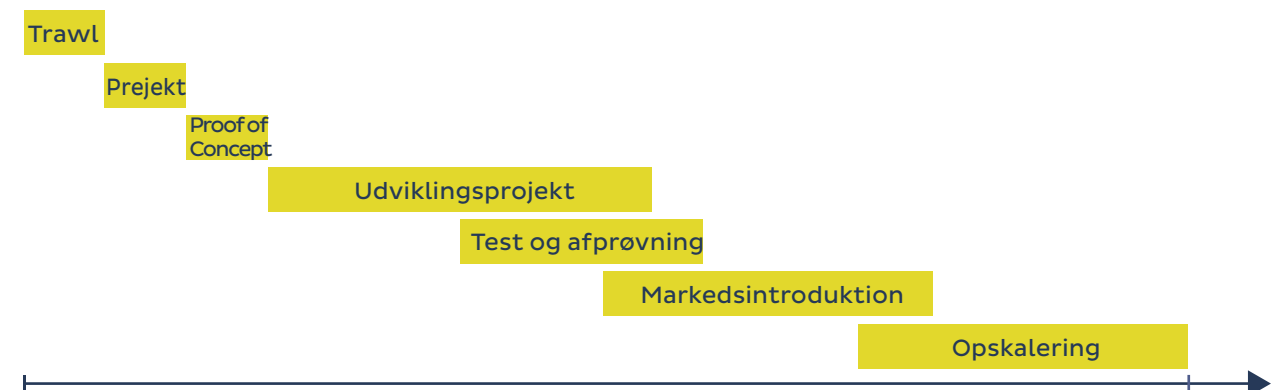 Trawl
Prejekt
Proof of
Concept
Udviklingsprojekt
Test og afprøvning
Markedsintroduktion
Opskalering